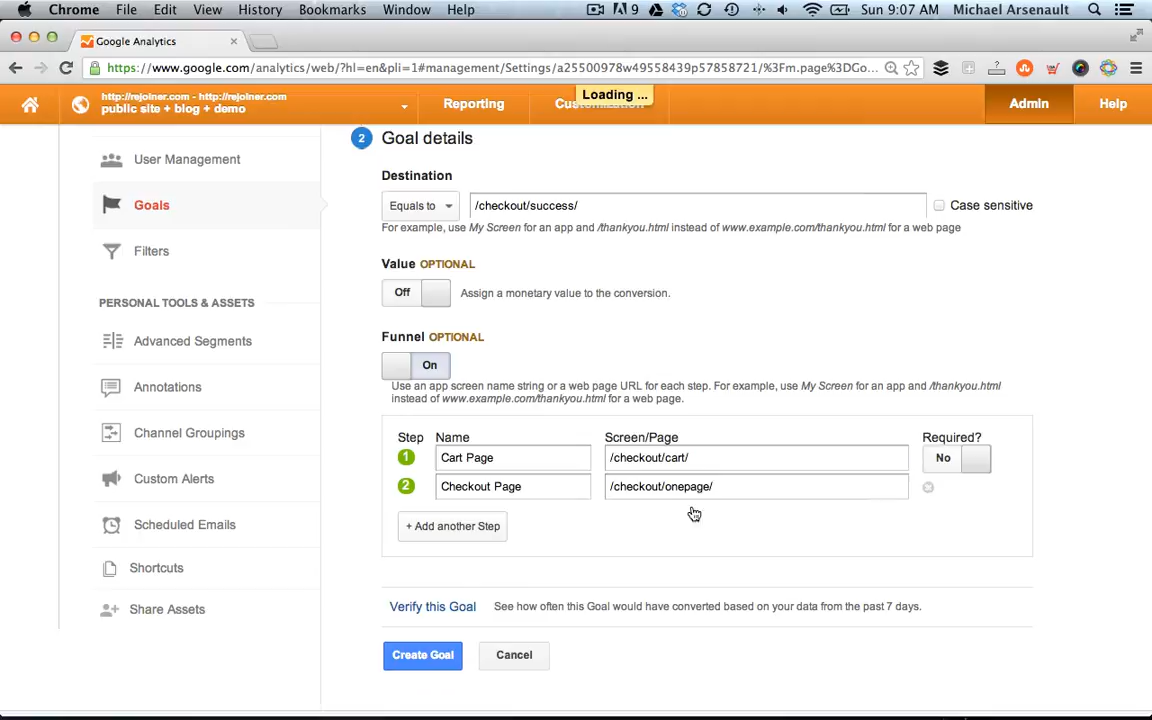 Chrome File Edit View History Bookmarks Window Help 9 Sun 9:07 AM Michael Arsenault
Google Analytics
https://www.google.com/analytics/web/?hl=en&pli=1#management/Settings/a25500978w49558439p57858721/%3Fm.page%3DGo...
Loading ...
http://rejoiner.com - http://rejoiner.com
public site + blog + demo
Reporting
Admin
Help
2 Goal details
User Management
Goals
Filters
PERSONAL TOOLS & ASSETS
Advanced Segments
Annotations
Channel Groupings
Custom Alerts
Scheduled Emails
Shortcuts
Share Assets
Destination
Equals to /checkout/success/ Case sensitive
For example, use My Screen for an app and /thankyou.html instead of www.example.com/thankyou.html for a web page
Value OPTIONAL
Off Assign a monetary value to the conversion.
Funnel OPTIONAL
On
Use an app screen name string or a web page URL for each step. For example, use My Screen for an app and /thankyou.html
instead of www.example.com/thankyou.html for a web page.
Step Name Screen/Page Required?
1 Cart Page /checkout/cart/ No
2 Checkout Page /checkout/onepage/
+ Add another Step
Verify this Goal See how often this Goal would have converted based on your data from the past 7 days.
Create Goal Cancel